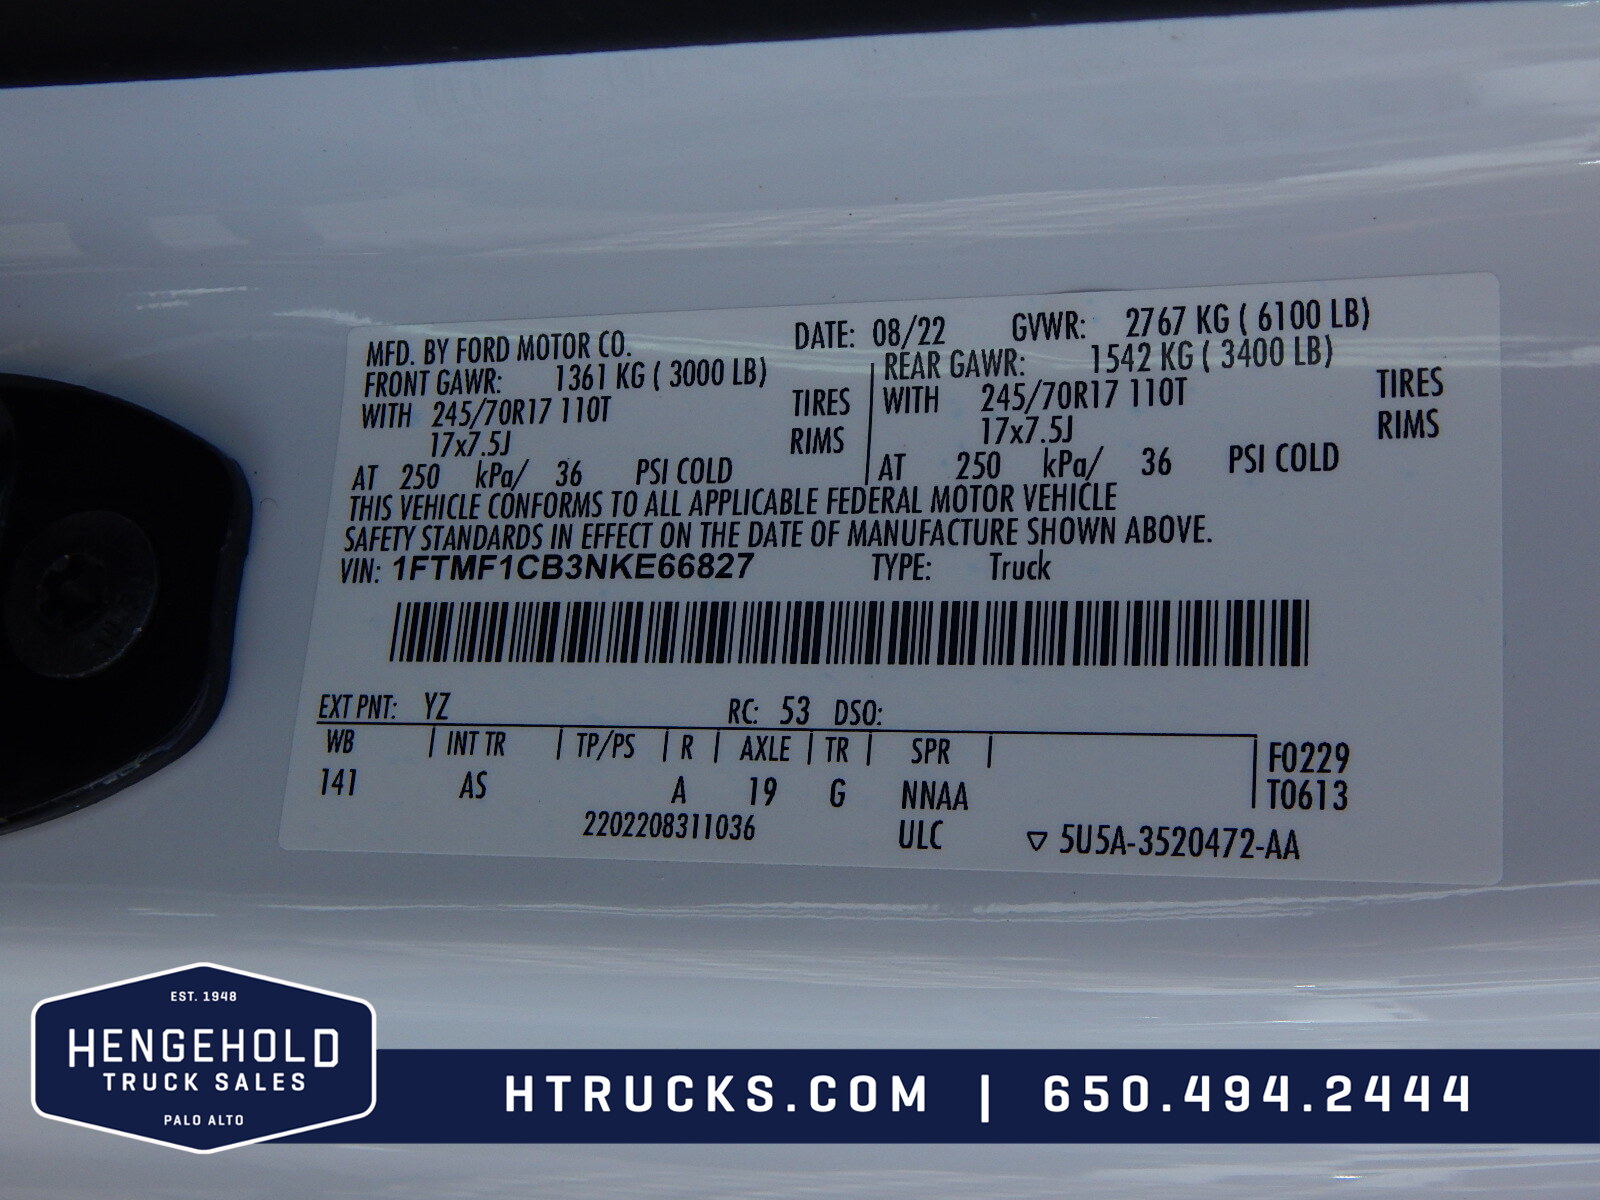 MFD. BY FORD MOTOR CO. DATE: 08/22 GVWR: 2767 KG ( 6100 LB)
FRONT GAWR: 1361 KG ( 3000 LB) REAR GAWR: 1542 KG ( 3400 LB)
WITH 245/70R17 110T TIRES WITH 245/70R17 110T TIRES
17x7.5J RIMS 17x7.5J RIMS
AT 250 kPa/ 36 PSI COLD AT 250 kPa/ 36 PSI COLD
THIS VEHICLE CONFORMS TO ALL APPLICABLE FEDERAL MOTOR VEHICLE
SAFETY STANDARDS IN EFFECT ON THE DATE OF MANUFACTURE SHOWN ABOVE.
VIN: 1FTMF1CB3NKE66827 TYPE: Truck
EXT PNT: YZ RC: 53 DSO:
WB INT TR TP/PS R AXLE TR SPR F0229
141 AS A 19 G NNAA T0613
2202208311036 ULC ▽ 5U5A-3520472-AA
EST. 1948
HENGEHOLD
TRUCK SALES
PALO ALTO
HTRUCKS.COM | 650.494.2444